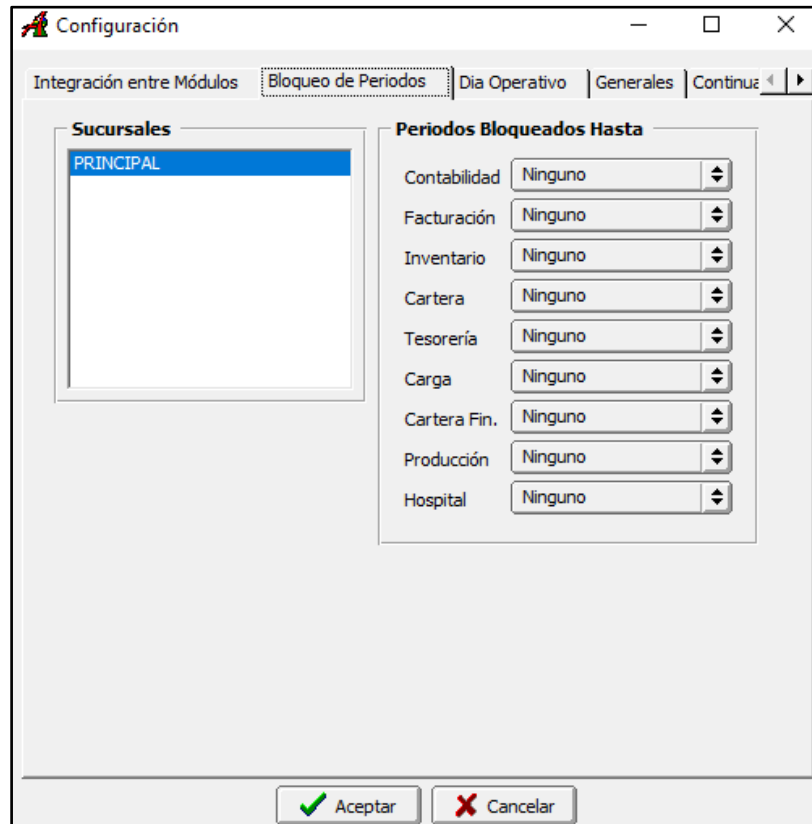 Configuración
Integración entre Módulos Bloqueo de Periodos Dia Operativo Generales Continua
Sucursales
PRINCIPAL
Periodos Bloqueados Hasta
Contabilidad Ninguno
Facturación Ninguno
Inventario Ninguno
Cartera Ninguno
Tesorería Ninguno
Carga Ninguno
Cartera Fin. Ninguno
Producción Ninguno
Hospital Ninguno
Aceptar Cancelar